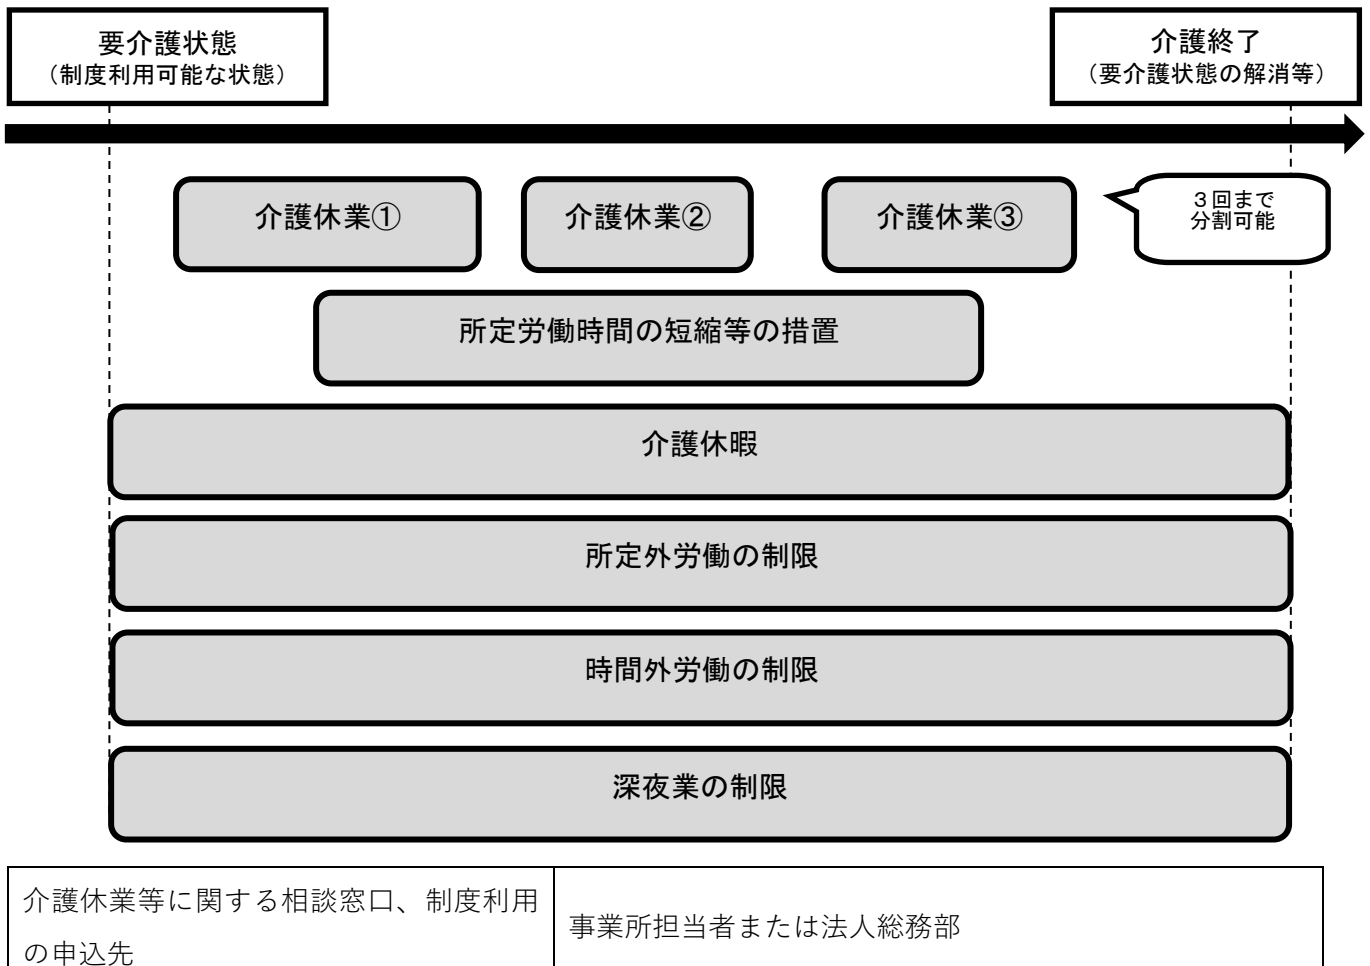 要介護状態
（制度利用可能な状態）
介護終了
（要介護状態の解消等）
介護休業①
介護休業②
介護休業③
３回まで
分割可能
所定労働時間の短縮等の措置
介護休暇
所定外労働の制限
時間外労働の制限
深夜業の制限
介護休業等に関する相談窓口、制度利用
の申込先
事業所担当者または法人総務部